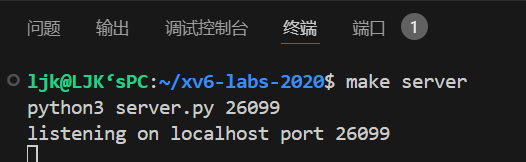 问题 输出 调试控制台 终端 端口 1
ljk@LJK‘sPC:~/xv6-labs-2020$ make server
python3 server.py 26099
listening on localhost port 26099